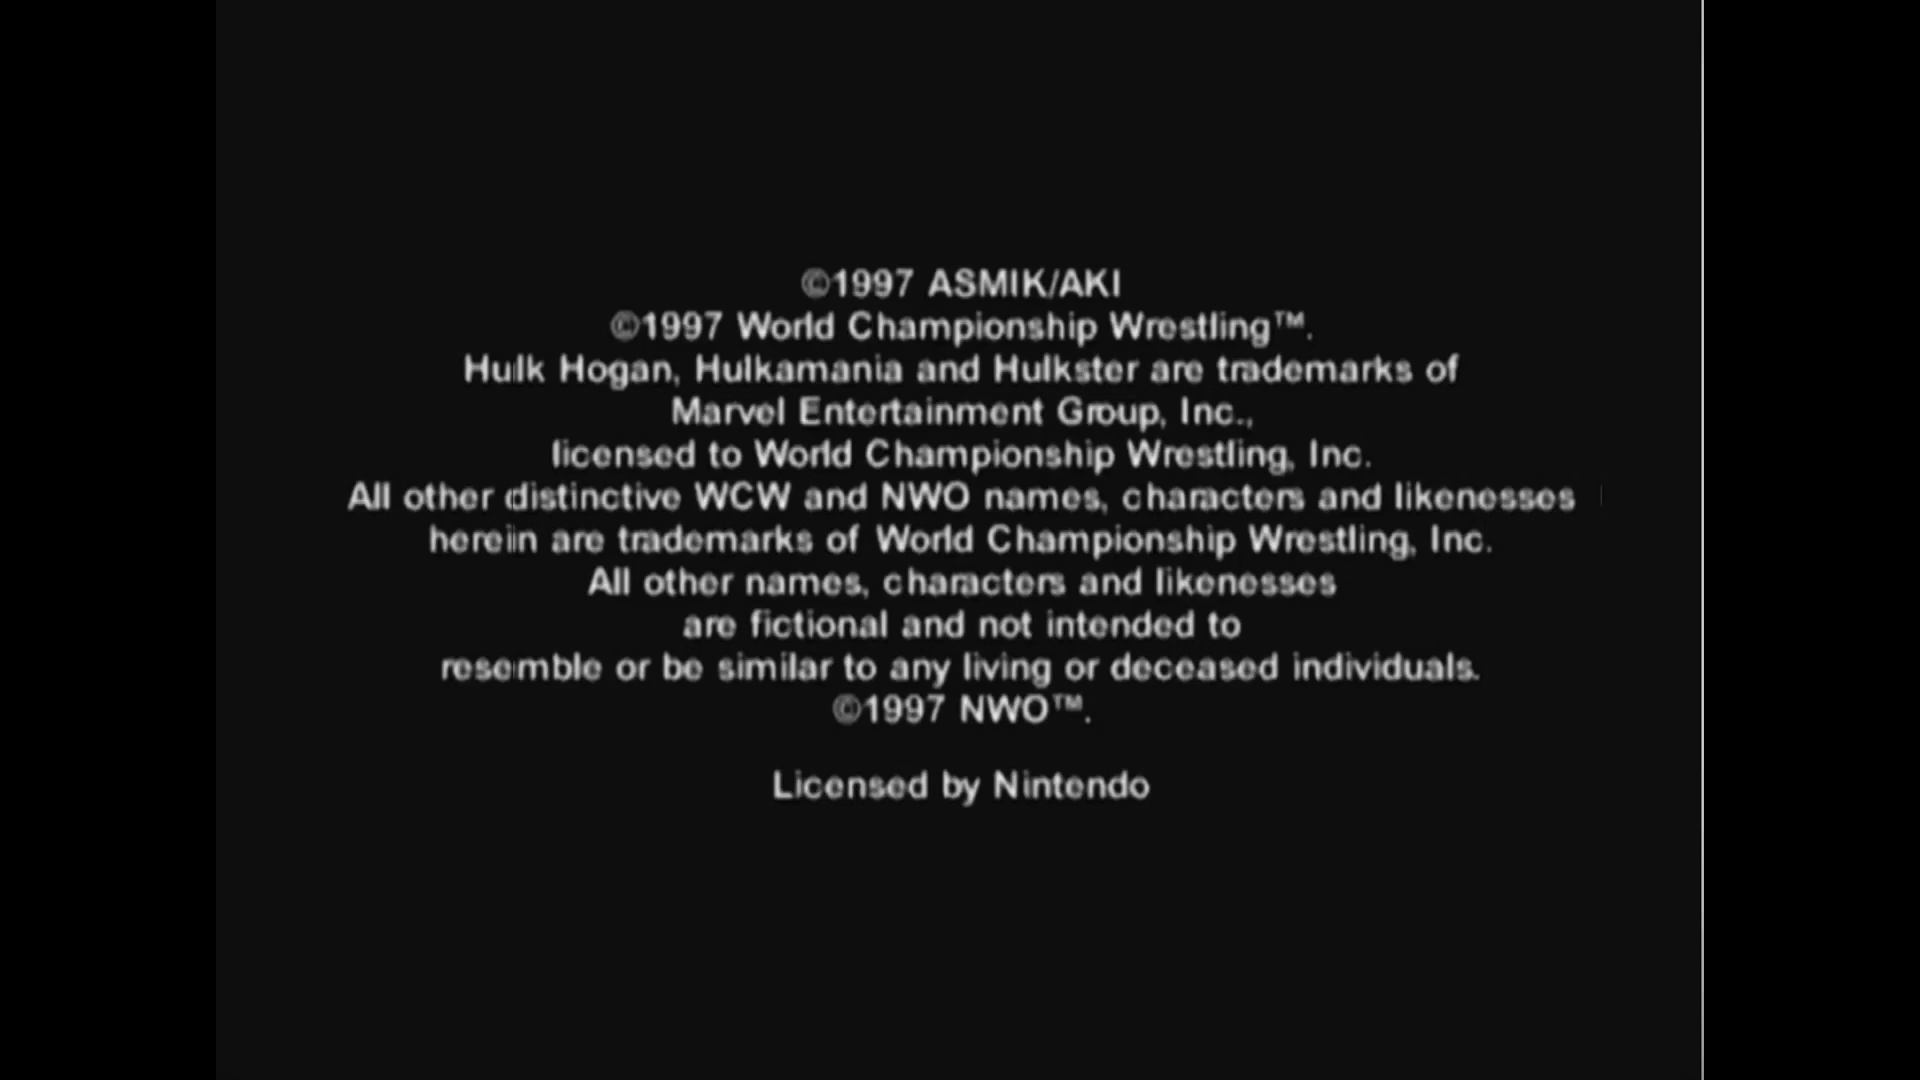 ©1997 ASMIK/AKI
©1997 World Championship Wrestling™.
Hulk Hogan, Hulkamania and Hulkster are trademarks of
Marvel Entertainment Group, Inc.,
licensed to World Championship Wrestling, Inc.
All other distinctive WCW and NWO names, characters and likenesses
herein are trademarks of World Championship Wrestling, Inc.
All other names, characters and likenesses
are fictional and not intended to
resemble or be similar to any living or deceased individuals.
©1997 NWO™.
Licensed by Nintendo